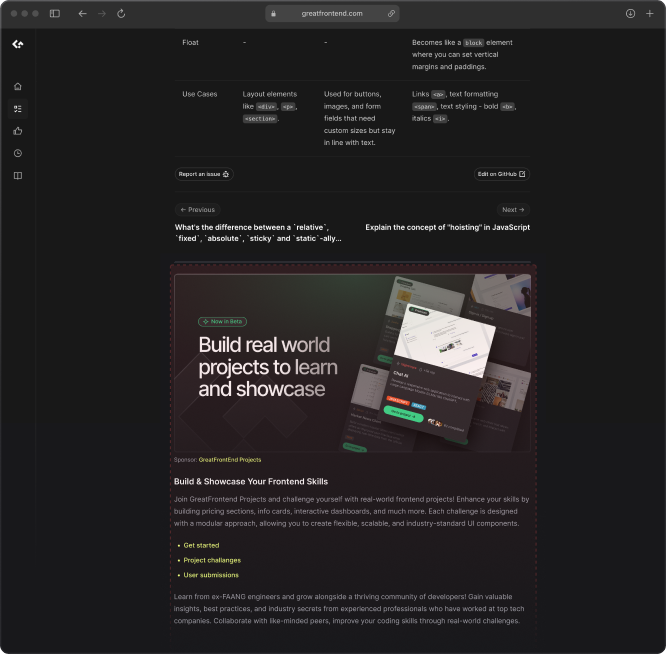 greatfrontend.com
Float - - Becomes like a block element
where you can set vertical
margins and paddings.
Use Cases Layout elements Used for buttons, Links <a>, text formatting
like <div>, <p>, images, and form <span>, text styling - bold <b>,
<section>. fields that need italics <i>.
custom sizes but stay
in line with text.
Report an issue Edit on GitHub
← Previous Next →
What's the difference between a `relative`, Explain the concept of "hoisting" in JavaScript
`fixed`, `absolute`, `sticky` and `static`-ally...
Now in Beta
Build real world
projects to learn
and showcase
Chat AI
Sponsor: GreatFrontEnd Projects
Build & Showcase Your Frontend Skills
Join GreatFrontend Projects and challenge yourself with real-world frontend projects! Enhance your skills by
building pricing sections, info cards, interactive dashboards, and much more. Each challenge is designed
with a modular approach, allowing you to create flexible, scalable, and industry-standard UI components.
• Get started
• Project challanges
• User submissions
Learn from ex-FAANG engineers and grow alongside a thriving community of developers! Gain valuable
insights, best practices, and industry secrets from experienced professionals who have worked at top tech
companies. Collaborate with like-minded peers, improve your coding skills through real-world challenges.